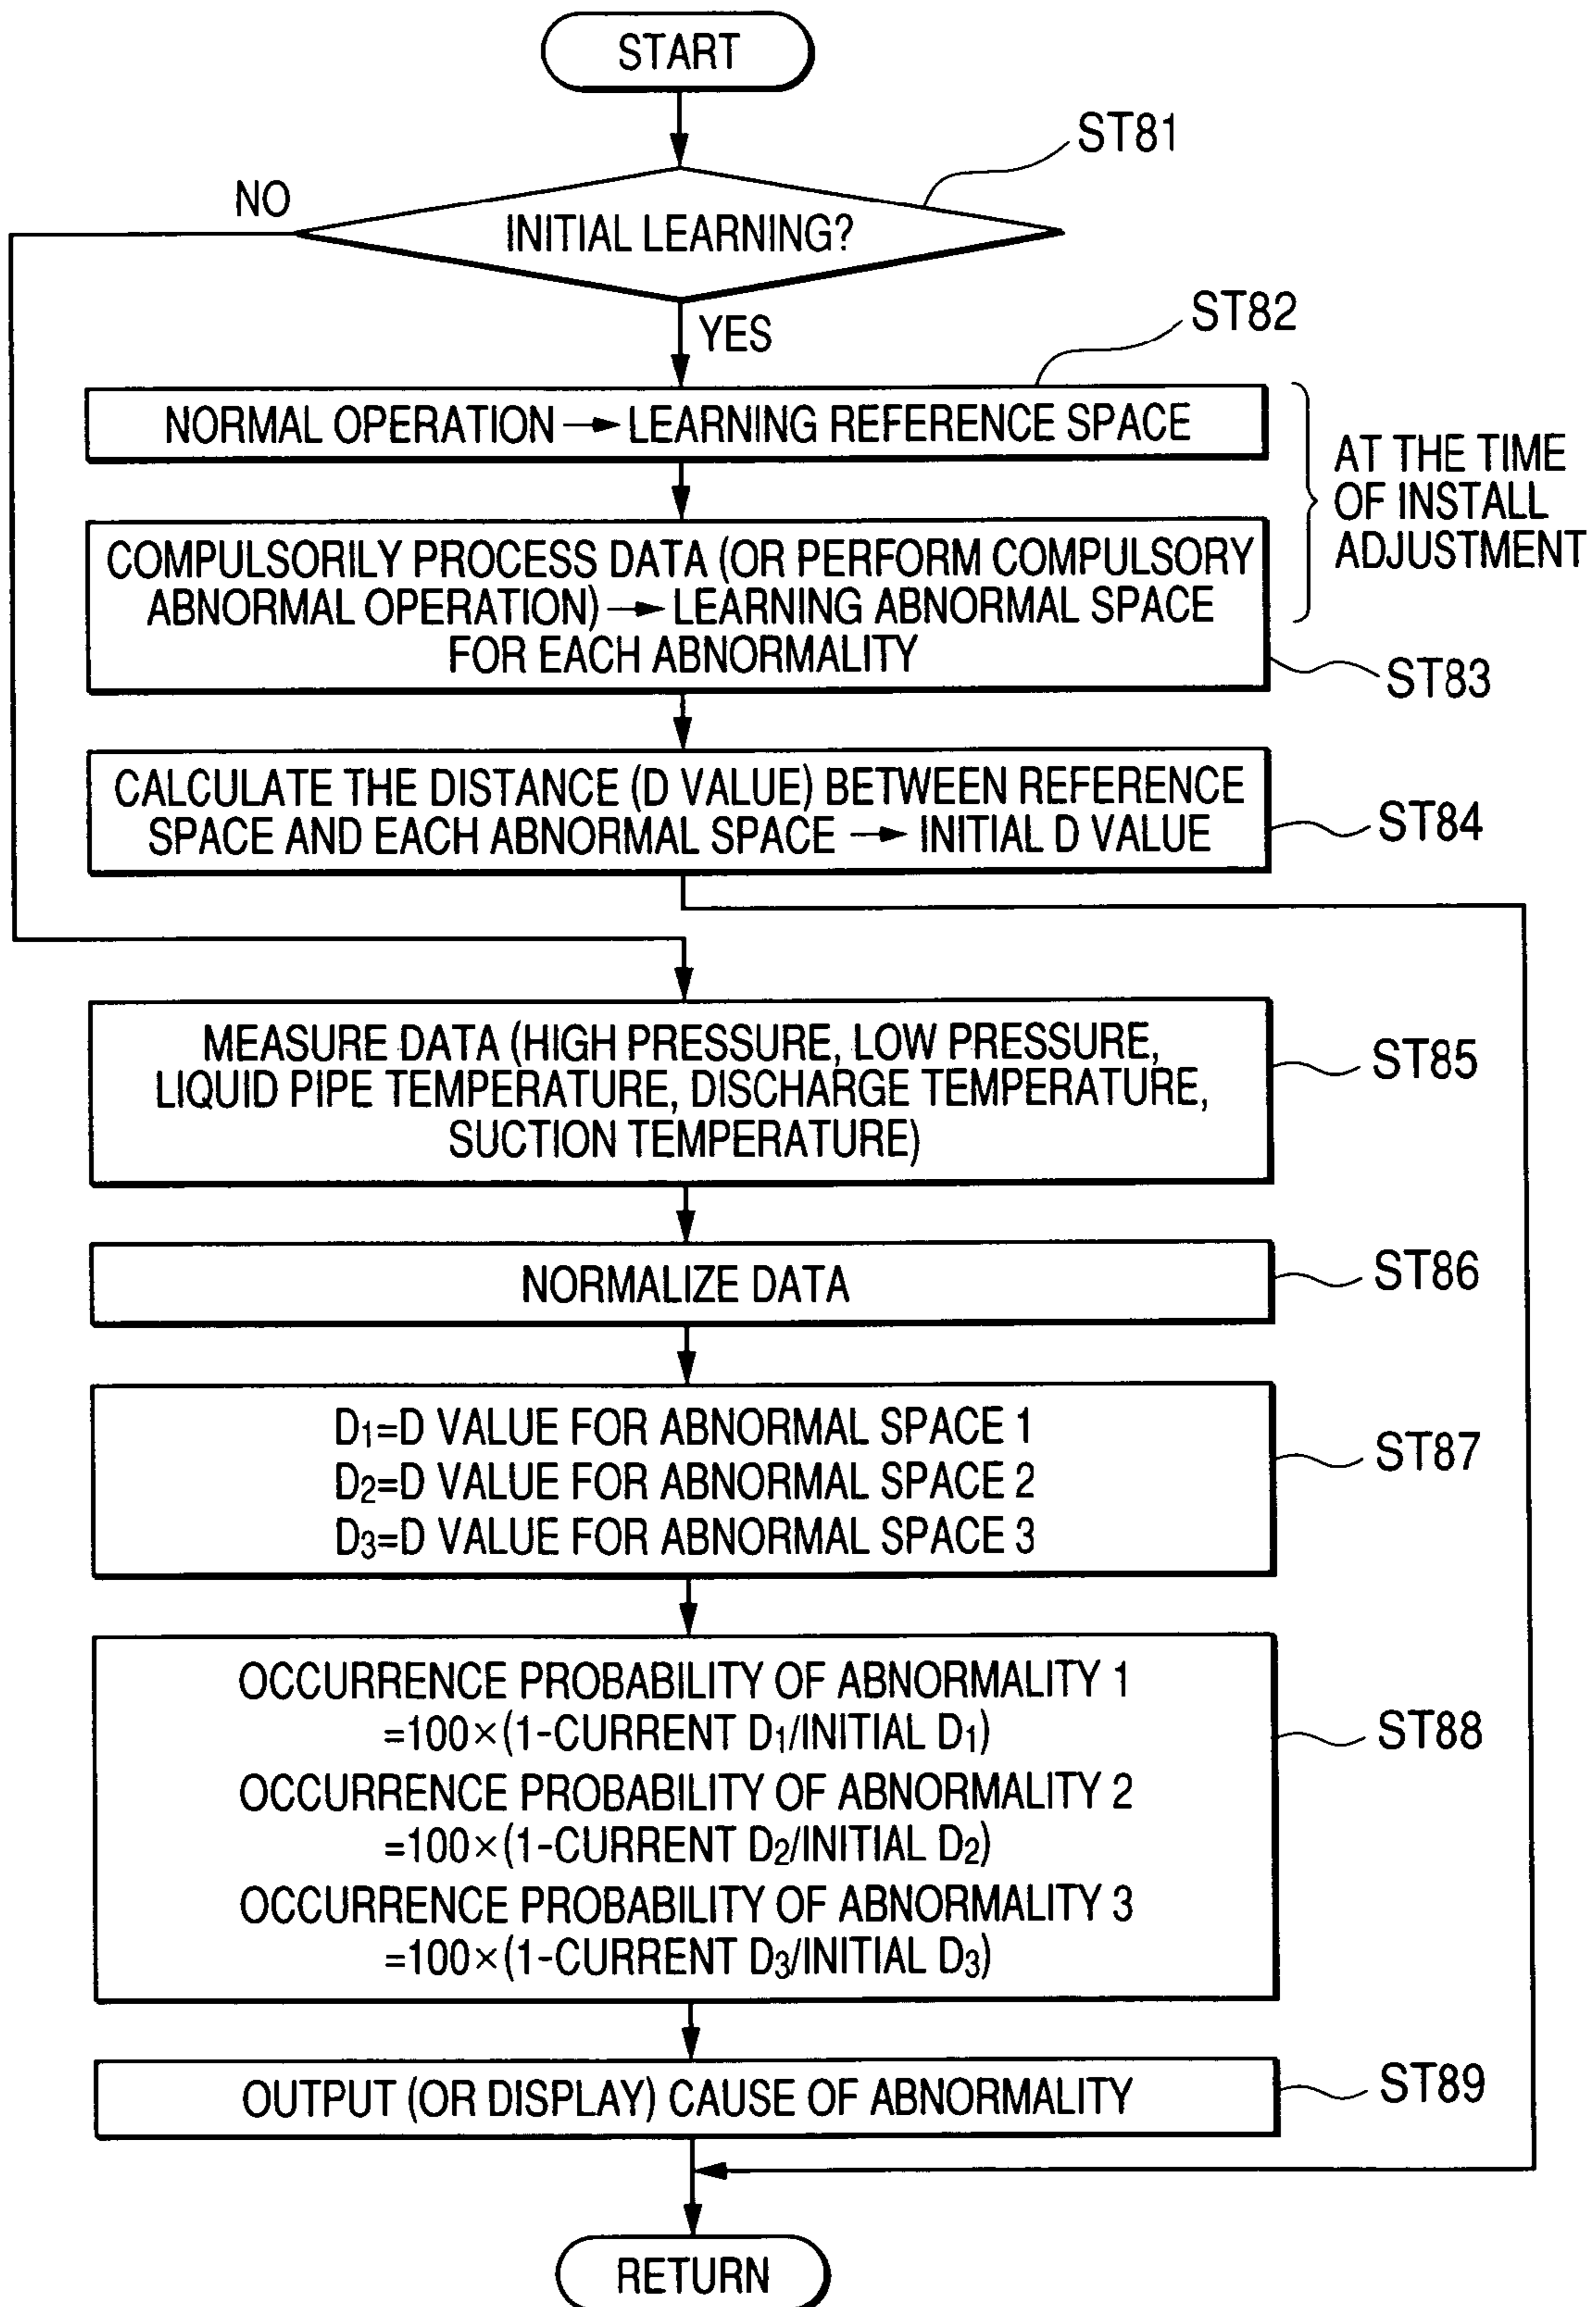 START
ST81
NO
INITIAL LEARNING?
YES
ST82
NORMAL OPERATION → LEARNING REFERENCE SPACE
AT THE TIME
OF INSTALL
ADJUSTMENT
COMPULSORILY PROCESS DATA (OR PERFORM COMPULSORY
ABNORMAL OPERATION) → LEARNING ABNORMAL SPACE
FOR EACH ABNORMALITY
ST83
CALCULATE THE DISTANCE (D VALUE) BETWEEN REFERENCE
SPACE AND EACH ABNORMAL SPACE → INITIAL D VALUE
ST84
MEASURE DATA (HIGH PRESSURE, LOW PRESSURE,
LIQUID PIPE TEMPERATURE, DISCHARGE TEMPERATURE,
SUCTION TEMPERATURE)
ST85
NORMALIZE DATA
ST86
D1=D VALUE FOR ABNORMAL SPACE 1
D2=D VALUE FOR ABNORMAL SPACE 2
D3=D VALUE FOR ABNORMAL SPACE 3
ST87
OCCURRENCE PROBABILITY OF ABNORMALITY 1
=100×(1-CURRENT D1/INITIAL D1)
OCCURRENCE PROBABILITY OF ABNORMALITY 2
=100×(1-CURRENT D2/INITIAL D2)
OCCURRENCE PROBABILITY OF ABNORMALITY 3
=100×(1-CURRENT D3/INITIAL D3)
ST88
OUTPUT (OR DISPLAY) CAUSE OF ABNORMALITY
ST89
RETURN